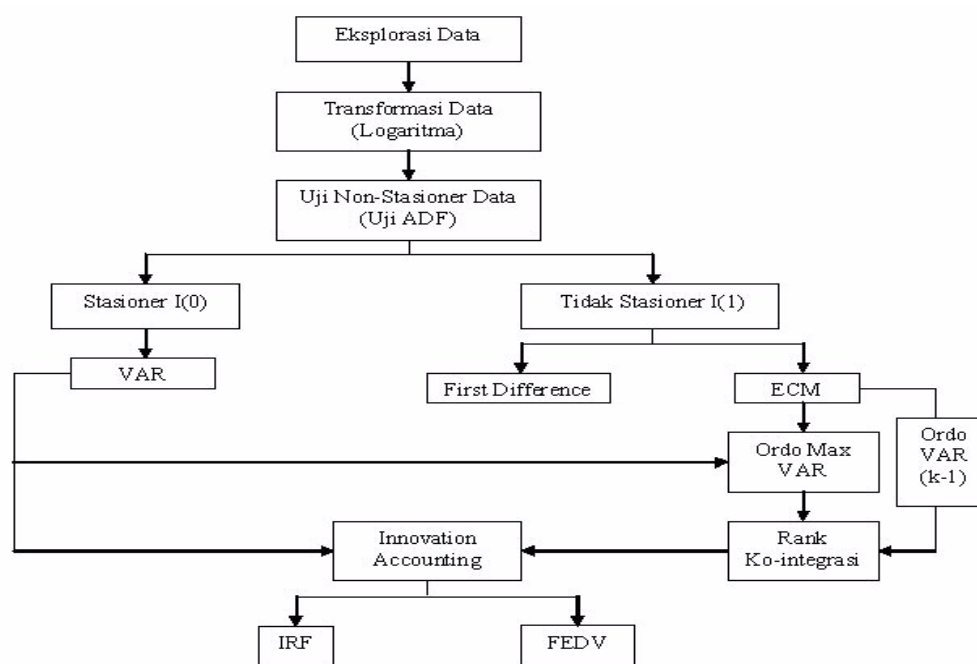 Eksplorasi Data
Transformasi Data
(Logaritma)
Uji Non-Stasioner Data
(Uji ADF)
Stasioner I(0)
Tidak Stasioner I(1)
VAR
First Difference
ECM
Ordo
VAR
(k-1)
Ordo Max
VAR
Innovation
Accounting
Rank
Ko-integrasi
IRF
FEDV